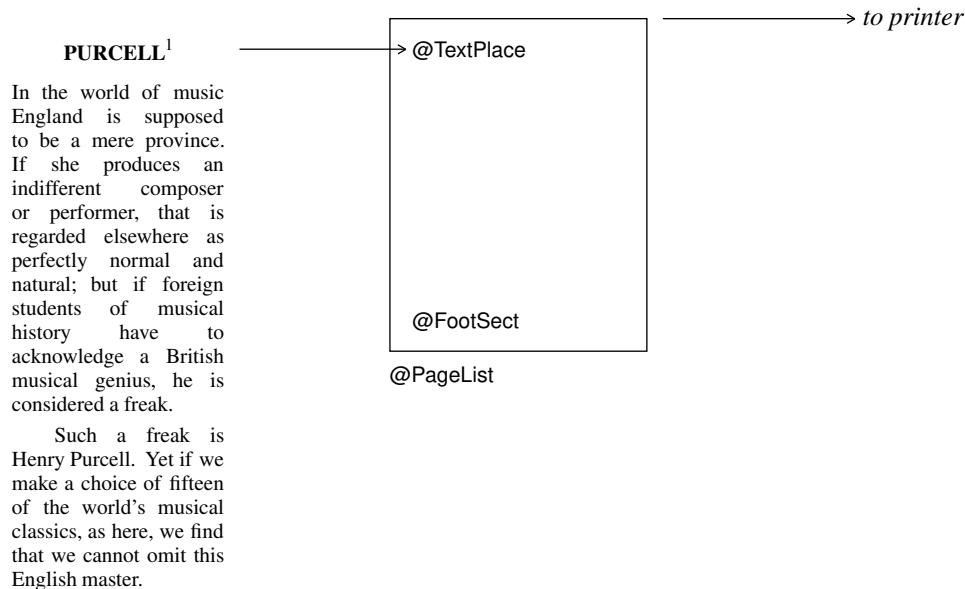 PURCELL1
In the world of music
England is supposed
to be a mere province.
If she produces an
indifferent composer
or performer, that is
regarded elsewhere as
perfectly normal and
natural; but if foreign
students of musical
history have to
acknowledge a British
musical genius, he is
considered a freak.
Such a freak is
Henry Purcell. Yet if we
make a choice of fifteen
of the world's musical
classics, as here, we find
that we cannot omit this
English master.
@TextPlace
@FootSect
@PageList
to printer